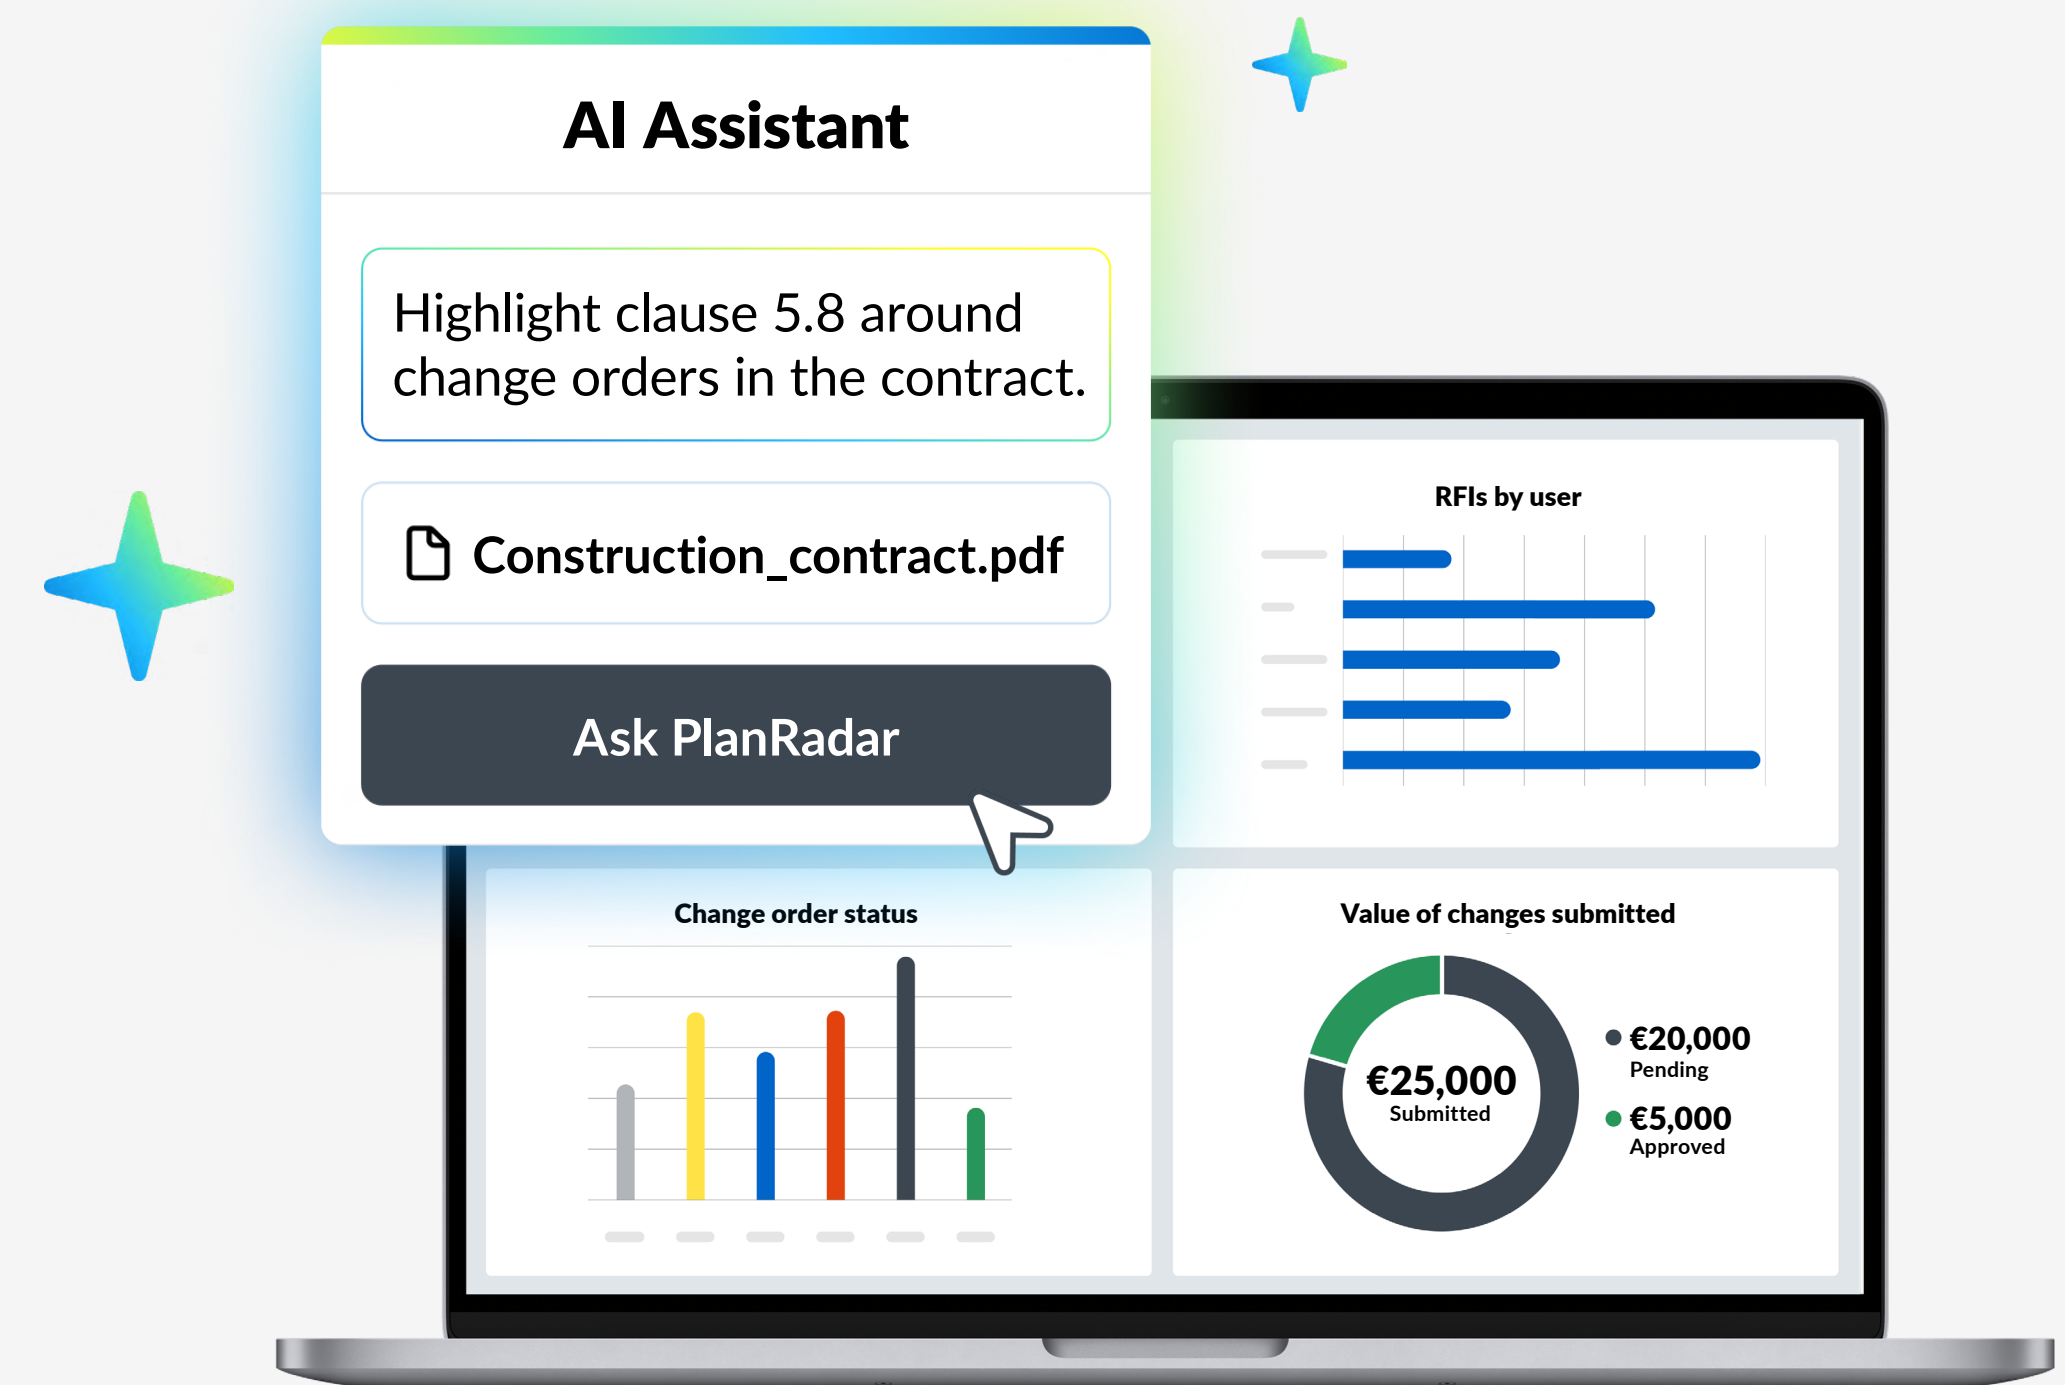 AI Assistant
Highlight clause 5.8 around
change orders in the contract.
Construction_contract.pdf
Ask PlanRadar
RFIs by user
Change order status
Value of changes submitted
€25,000
Submitted
€20,000
Pending
€5,000
Approved